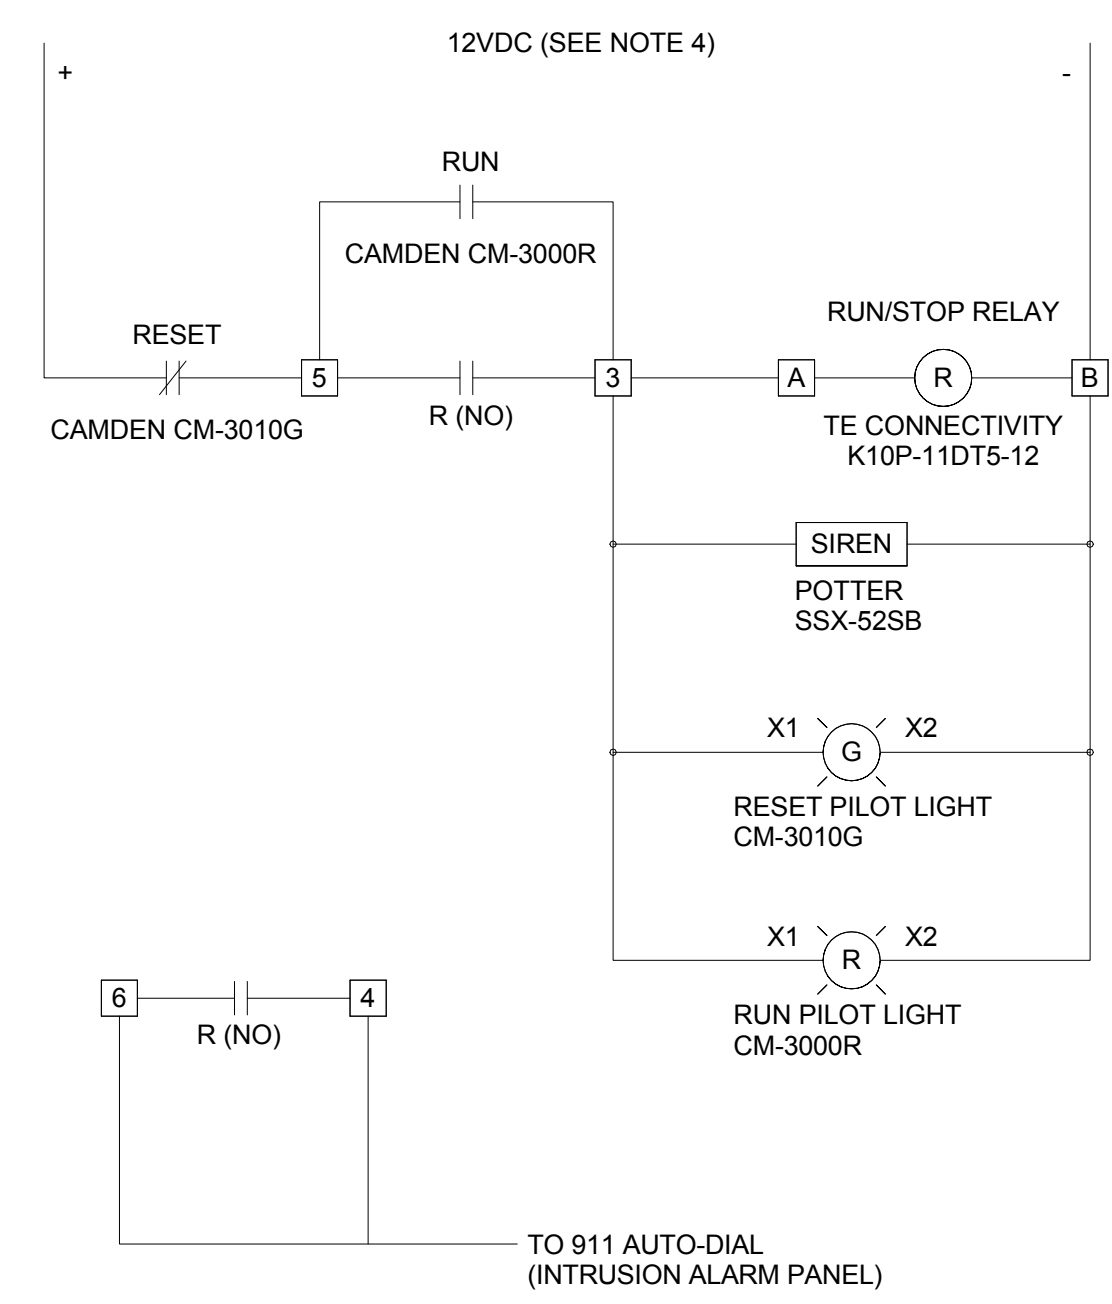 12VDC (SEE NOTE 4)
+
-
RUN
CAMDEN CM-3000R
RUN/STOP RELAY
RESET
5
3
A
R
B
CAMDEN CM-3010G
R (NO)
TE CONNECTIVITY
K10P-11DT5-12
SIREN
POTTER
SSX-52SB
X1
X2
G
RESET PILOT LIGHT
CM-3010G
X1
X2
R
RUN PILOT LIGHT
CM-3000R
6
4
R (NO)
TO 911 AUTO-DIAL
(INTRUSION ALARM PANEL)